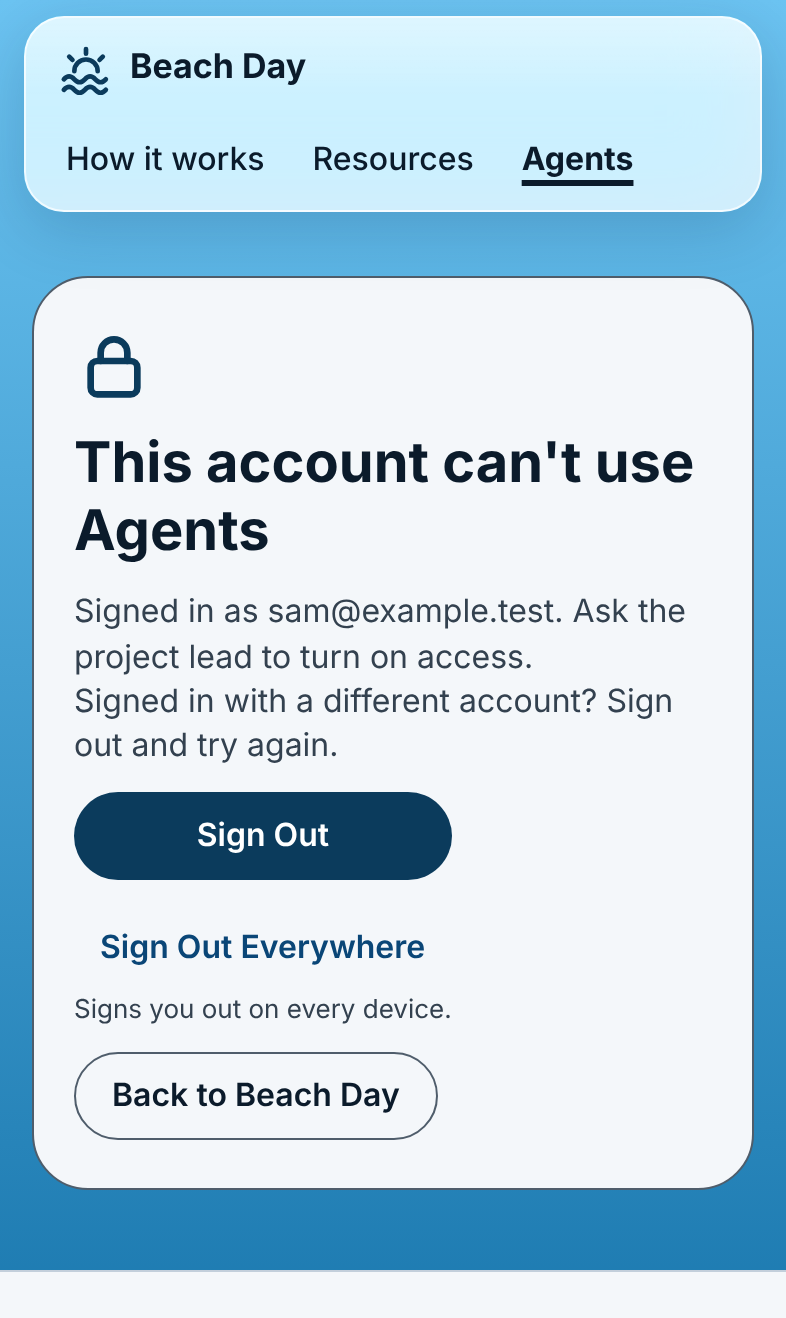 Beach Day
How it works Resources Agents
This account can't use
Agents
Signed in as sam@example.test. Ask the
project lead to turn on access.
Signed in with a different account? Sign
out and try again.
Sign Out
Sign Out Everywhere
Signs you out on every device.
Back to Beach Day